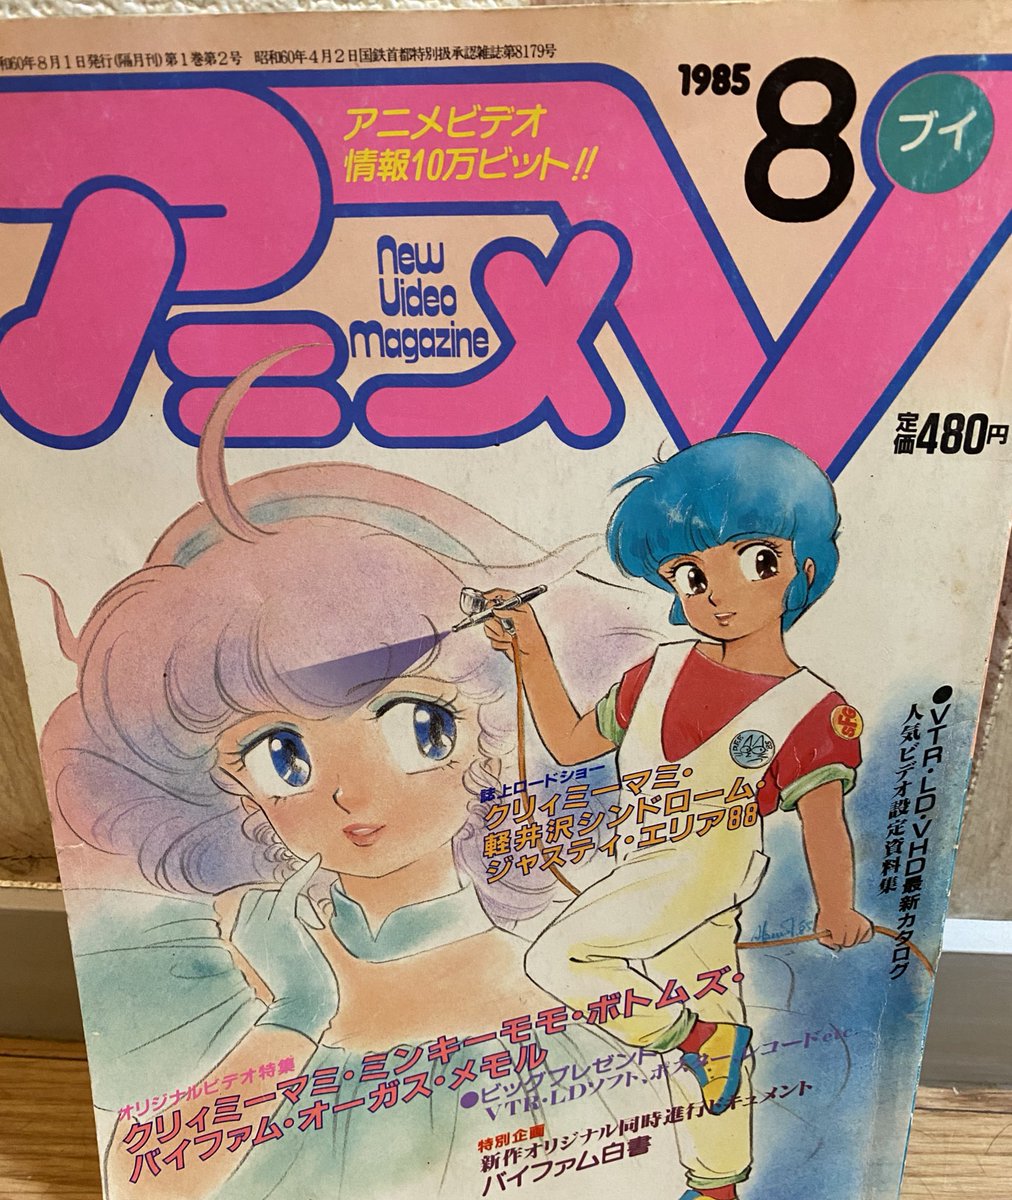 和60年8月1日発行(隔月刊)第1巻第2号 昭和60年4月2日国鉄首都特別扱承認雑誌第8179号
1985
8
アニメV
ブイ
アニメビデオ
情報10万ビット!!
New
Video
Magazine
定価480円
誌上ロードショー
クリィミーマミ・
軽井沢シンドローム・
ジャスティ・エリア88
●VTR・LD・VHD最新カタログ
人気ビデオ設定資料集
オリジナルビデオ特集
クリィミーマミ・ミンキーモモ・ボトムズ・
バイファム・オーガス・メモル
●ビッグプレゼント
VTR・LDソフト、ポスター・レコードetc.
特別企画
新作オリジナル同時進行ドキュメント
バイファム白書